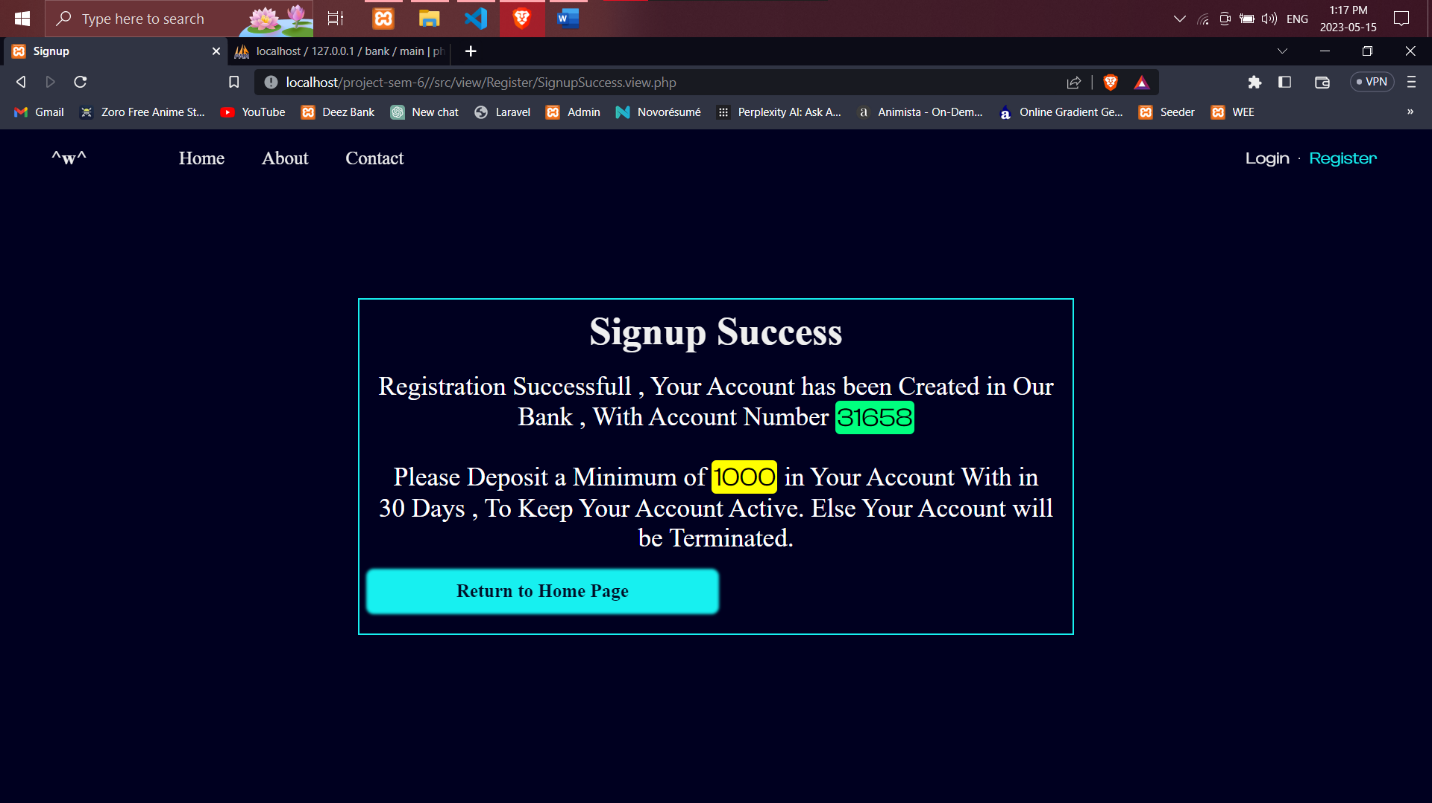 Type here to search
ENG
1:17 PM
2023-05-15
Signup
localhost / 127.0.0.1 / bank / main | ph
localhost/project-sem-6//src/view/Register/SignupSuccess.view.php
VPN
Gmail
Zoro Free Anime St...
YouTube
Deez Bank
New chat
Laravel
Admin
Novorésumé
Perplexity AI: Ask A...
Animista - On-Dem...
Online Gradient Ge...
Seeder
WEE
»
^w^
Home
About
Contact
Login · Register
Signup Success
Registration Successfull , Your Account has been Created in Our
Bank , With Account Number 31658
Please Deposit a Minimum of 1000 in Your Account With in
30 Days , To Keep Your Account Active. Else Your Account will
be Terminated.
Return to Home Page